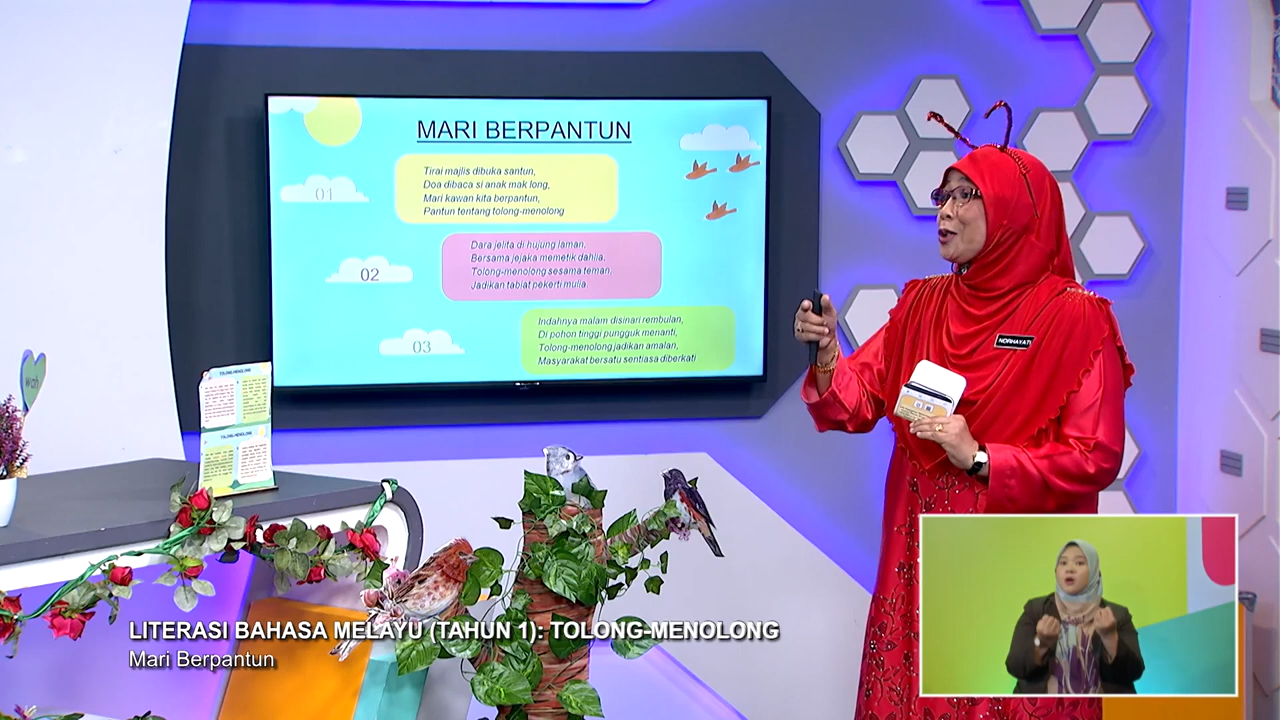 MARI BERPANTUN
01
Tirai majlis dibuka santun,
Doa dibaca si anak mak long,
Mari kawan kita berpantun,
Pantun tentang tolong-menolong
02
Dara jelita di hujung laman,
Bersama jejaka memetik dahlia.
Tolong-menolong sesama teman,
Jadikan tabiat pekerti mulia.
03
Indahnya malam disinari rembulan,
Di pohon tinggi pungguk menanti,
Tolong-menolong jadikan amalan,
Masyarakat bersatu sentiasa diberkati
NORHAYATI
wah
TOLONG-MENOLONG
TOLONG-MENOLONG
LITERASI BAHASA MELAYU (TAHUN 1): TOLONG-MENOLONG
Mari Berpantun